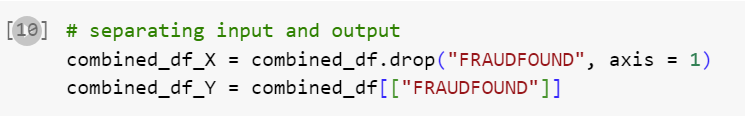 [10] # separating input and output
combined_df_X = combined_df.drop("FRAUDFOUND", axis = 1)
combined_df_Y = combined_df[["FRAUDFOUND"]]